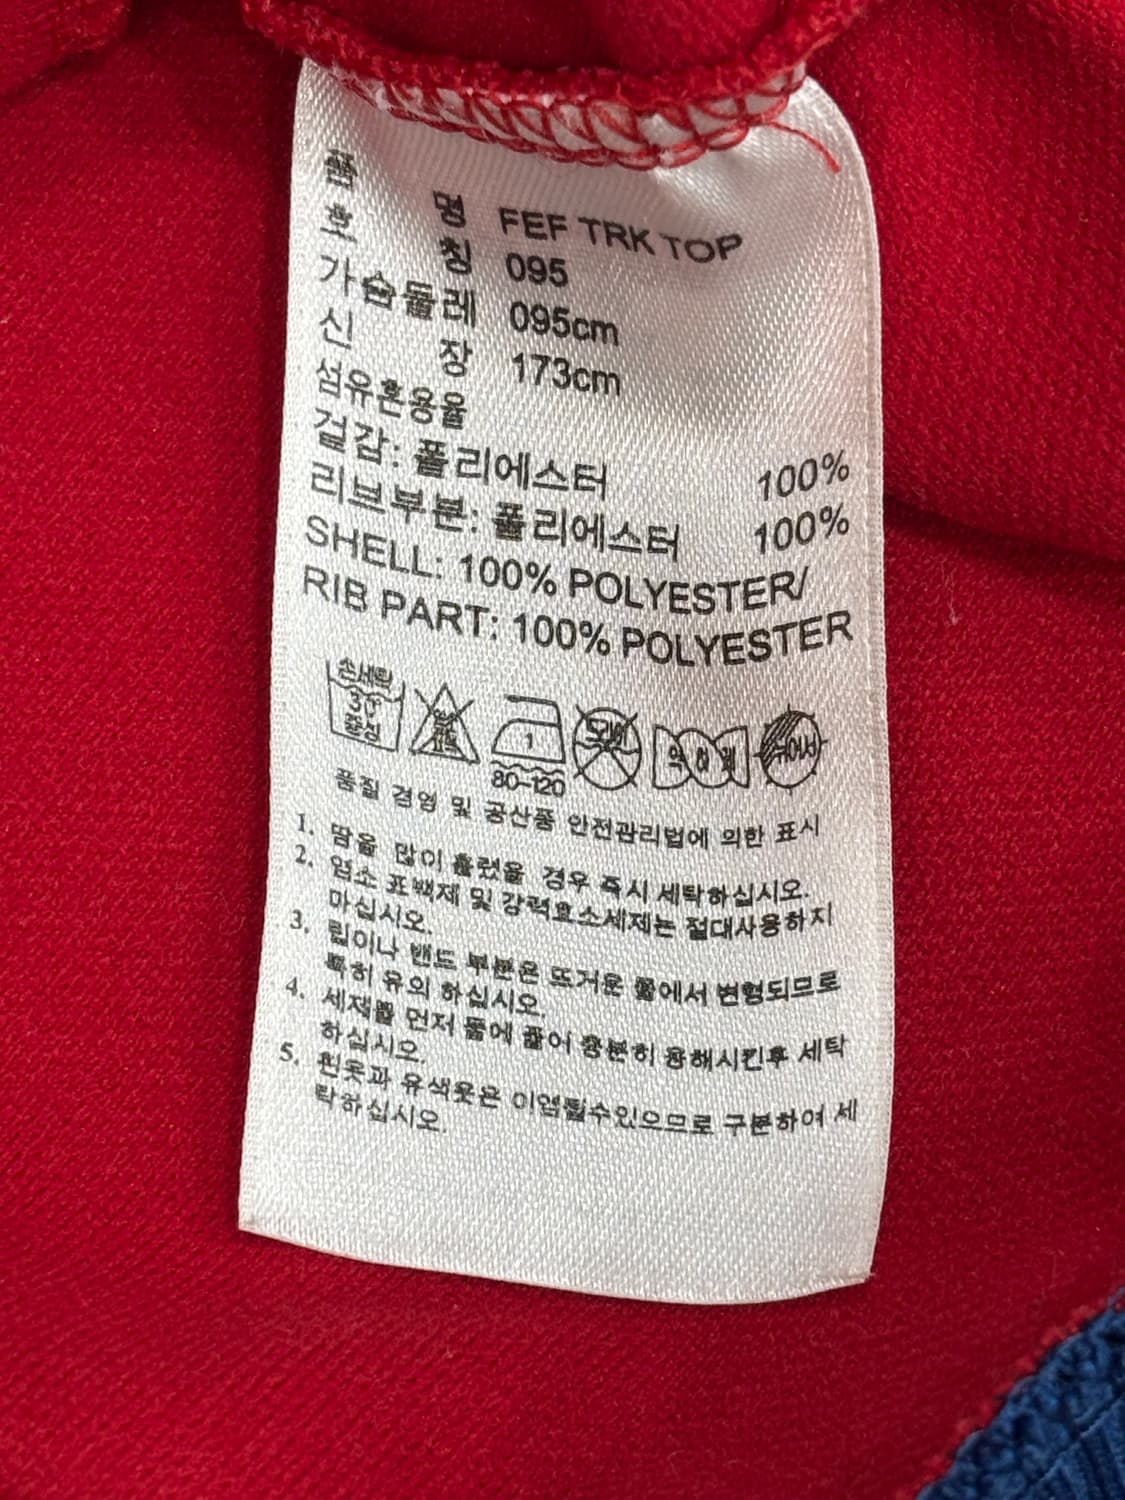 품 명 FEF TRK TOP
호 칭 095
가슴둘레 095cm
신 장 173cm
섬유혼용율
겉감: 폴리에스터 100%
리브부분: 폴리에스터 100%
SHELL: 100% POLYESTER/
RIB PART: 100% POLYESTER
손세탁 30 중성
1
80-120
약 하 게
뉘어서
품질 경영 및 공산품 안전관리법에 의한 표시
1. 땀을 많이 흘렸을 경우 즉시 세탁하십시오.
2. 염소 표백제 및 강력효소세제는 절대사용하지
마십시오.
3. 립이나 밴드 부분은 뜨거운 물에서 변형되므로
특히 유의 하십시오.
4. 세제를 먼저 물에 풀어 충분히 용해시킨후 세탁
하십시오.
5. 흰옷과 유색옷은 이염될수있으므로 구분하여 세
탁하십시오.